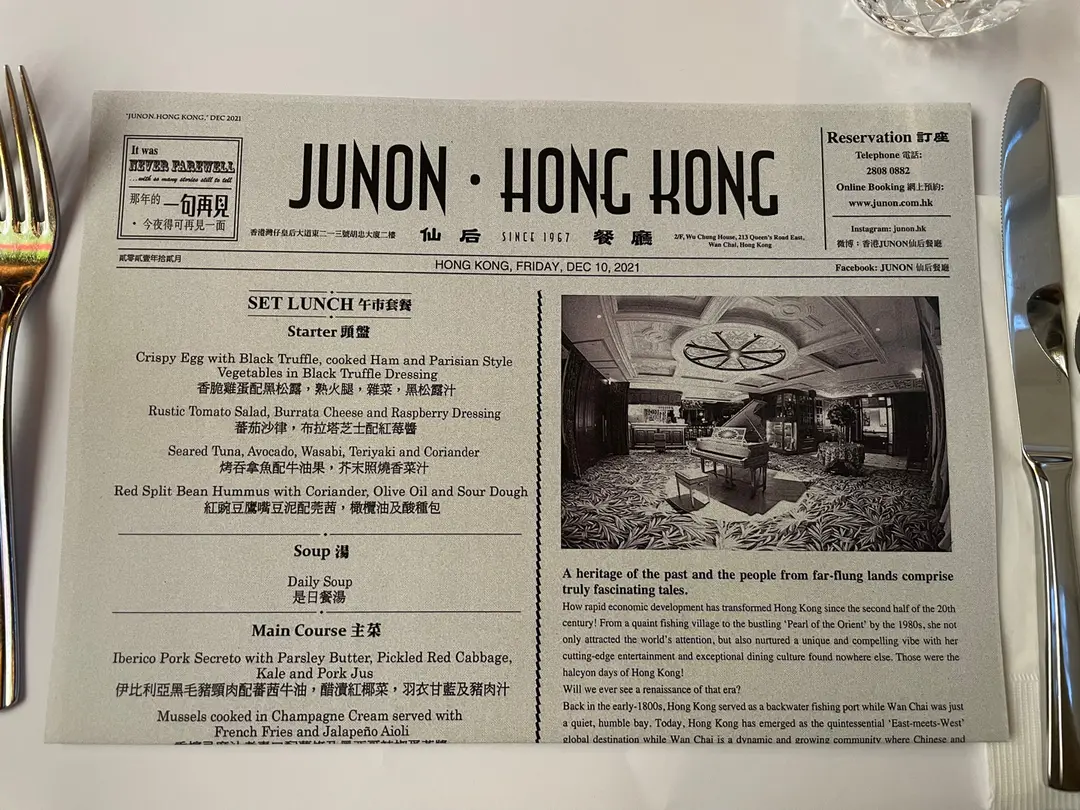 "JUNON.HONG KONG," DEC 2021
It was
NEVER FAREWELL
...with so many stories still to tell
那年的一句再見
• 今夜得可再見一面
JUNON · HONG KONG
香港灣仔皇后大道東二一三號胡忠大廈二樓
仙后 SINCE 1967 餐廳
2/F, Wu Chung House, 213 Queen's Road East,
Wan Chai, Hong Kong
Reservation 訂座
Telephone 電話:
2808 0882
Online Booking 網上預約:
www.junon.com.hk
Instagram: junon.hk
微博：香港JUNON仙后餐廳
貳零貳壹年拾貳月
HONG KONG, FRIDAY, DEC 10, 2021
Facebook: JUNON 仙后餐廳
SET LUNCH 午市套餐
Starter 頭盤
Crispy Egg with Black Truffle, cooked Ham and Parisian Style
Vegetables in Black Truffle Dressing
香脆雞蛋配黑松露，熟火腿，雜菜，黑松露汁
Rustic Tomato Salad, Burrata Cheese and Raspberry Dressing
蕃茄沙律，布拉塔芝士配紅莓醬
Seared Tuna, Avocado, Wasabi, Teriyaki and Coriander
烤吞拿魚配牛油果，芥末照燒香菜汁
Red Split Bean Hummus with Coriander, Olive Oil and Sour Dough
紅豌豆鷹嘴豆泥配莞茜，橄欖油及酸種包
Soup 湯
Daily Soup
是日餐湯
Main Course 主菜
Iberico Pork Secreto with Parsley Butter, Pickled Red Cabbage,
Kale and Pork Jus
伊比利亞黑毛豬頸肉配蕃茜牛油，醋漬紅椰菜，羽衣甘藍及豬肉汁
Mussels cooked in Champagne Cream served with
French Fries and Jalapeño Aioli
A heritage of the past and the people from far-flung lands comprise
truly fascinating tales.
How rapid economic development has transformed Hong Kong since the second half of the 20th
century! From a quaint fishing village to the bustling 'Pearl of the Orient' by the 1980s, she not
only attracted the world's attention, but also nurtured a unique and compelling vibe with her
cutting-edge entertainment and exceptional dining culture found nowhere else. Those were the
halcyon days of Hong Kong!
Will we ever see a renaissance of that era?
Back in the early-1800s, Hong Kong served as a backwater fishing port while Wan Chai was just
a quiet, humble bay. Today, Hong Kong has emerged as the quintessential 'East-meets-West'
global destination while Wan Chai is a dynamic and growing community where Chinese and